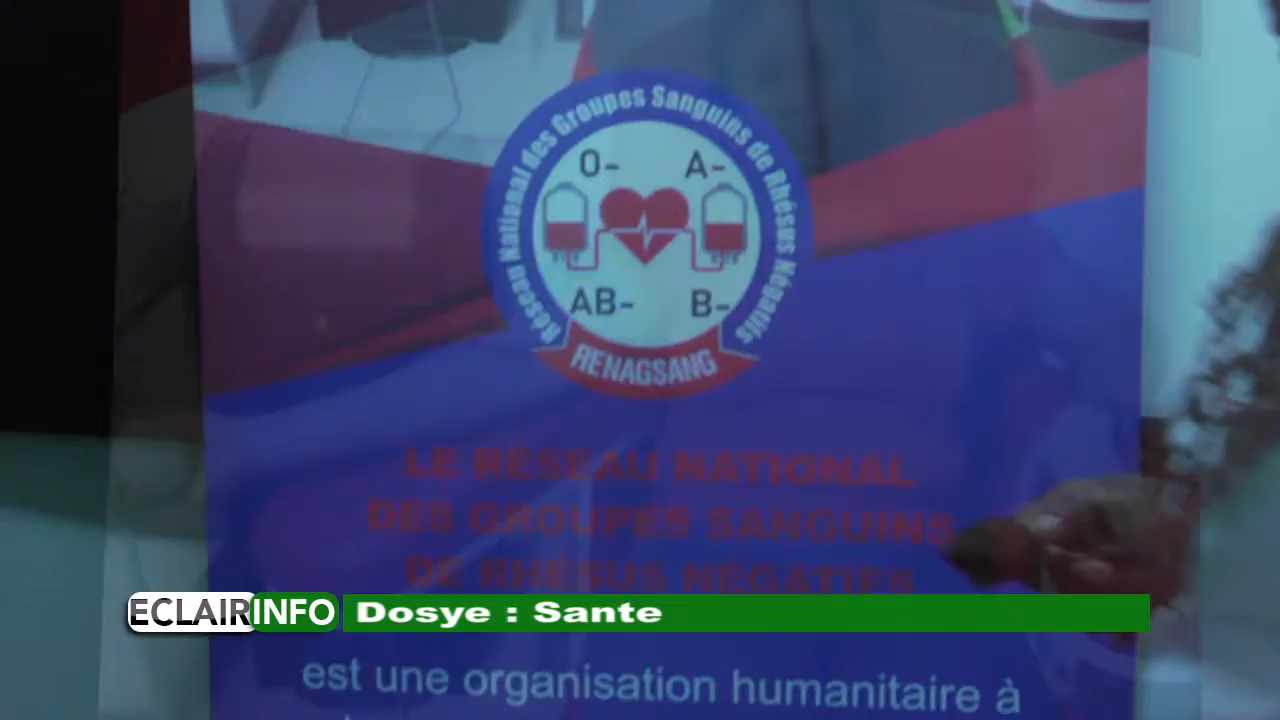 Réseau National des Groupes Sanguins de Rhésus Négatifs
O- A-
AB- B-
RENAGSANG
LE RÉSEAU NATIONAL
DES GROUPES SANGUINS
DE RHÉSUS NÉGATIFS
ECLAIRINFO Dosye : Sante
est une organisation humanitaire à